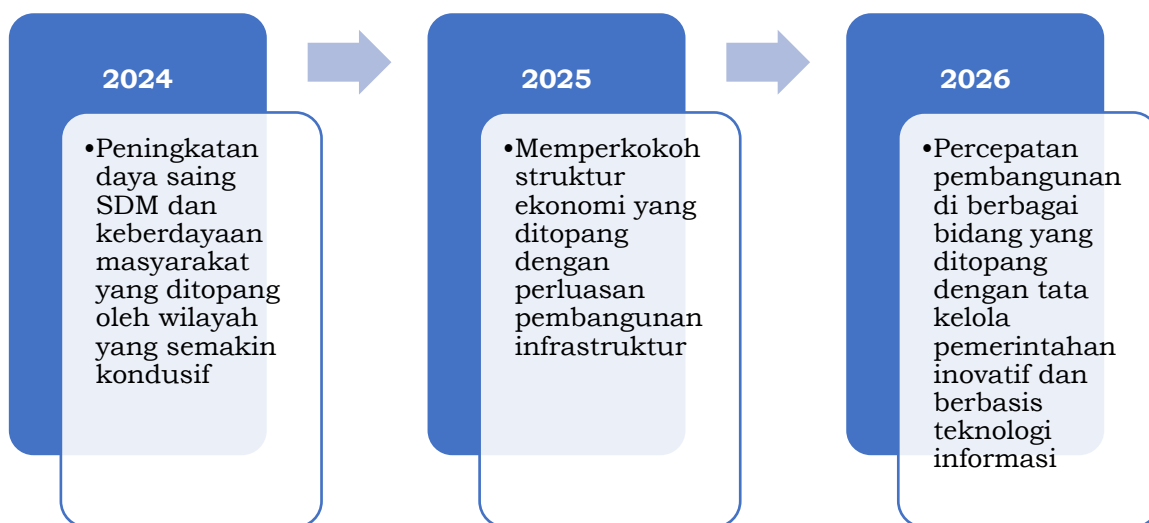 2024
•Peningkatan
daya saing
SDM dan
keberdayaan
masyarakat
yang ditopang
oleh wilayah
yang semakin
kondusif
2025
•Memperkokoh
struktur
ekonomi yang
ditopang
dengan
perluasan
pembangunan
infrastruktur
2026
•Percepatan
pembangunan
di berbagai
bidang yang
ditopang
dengan tata
kelola
pemerintahan
inovatif dan
berbasis
teknologi
informasi